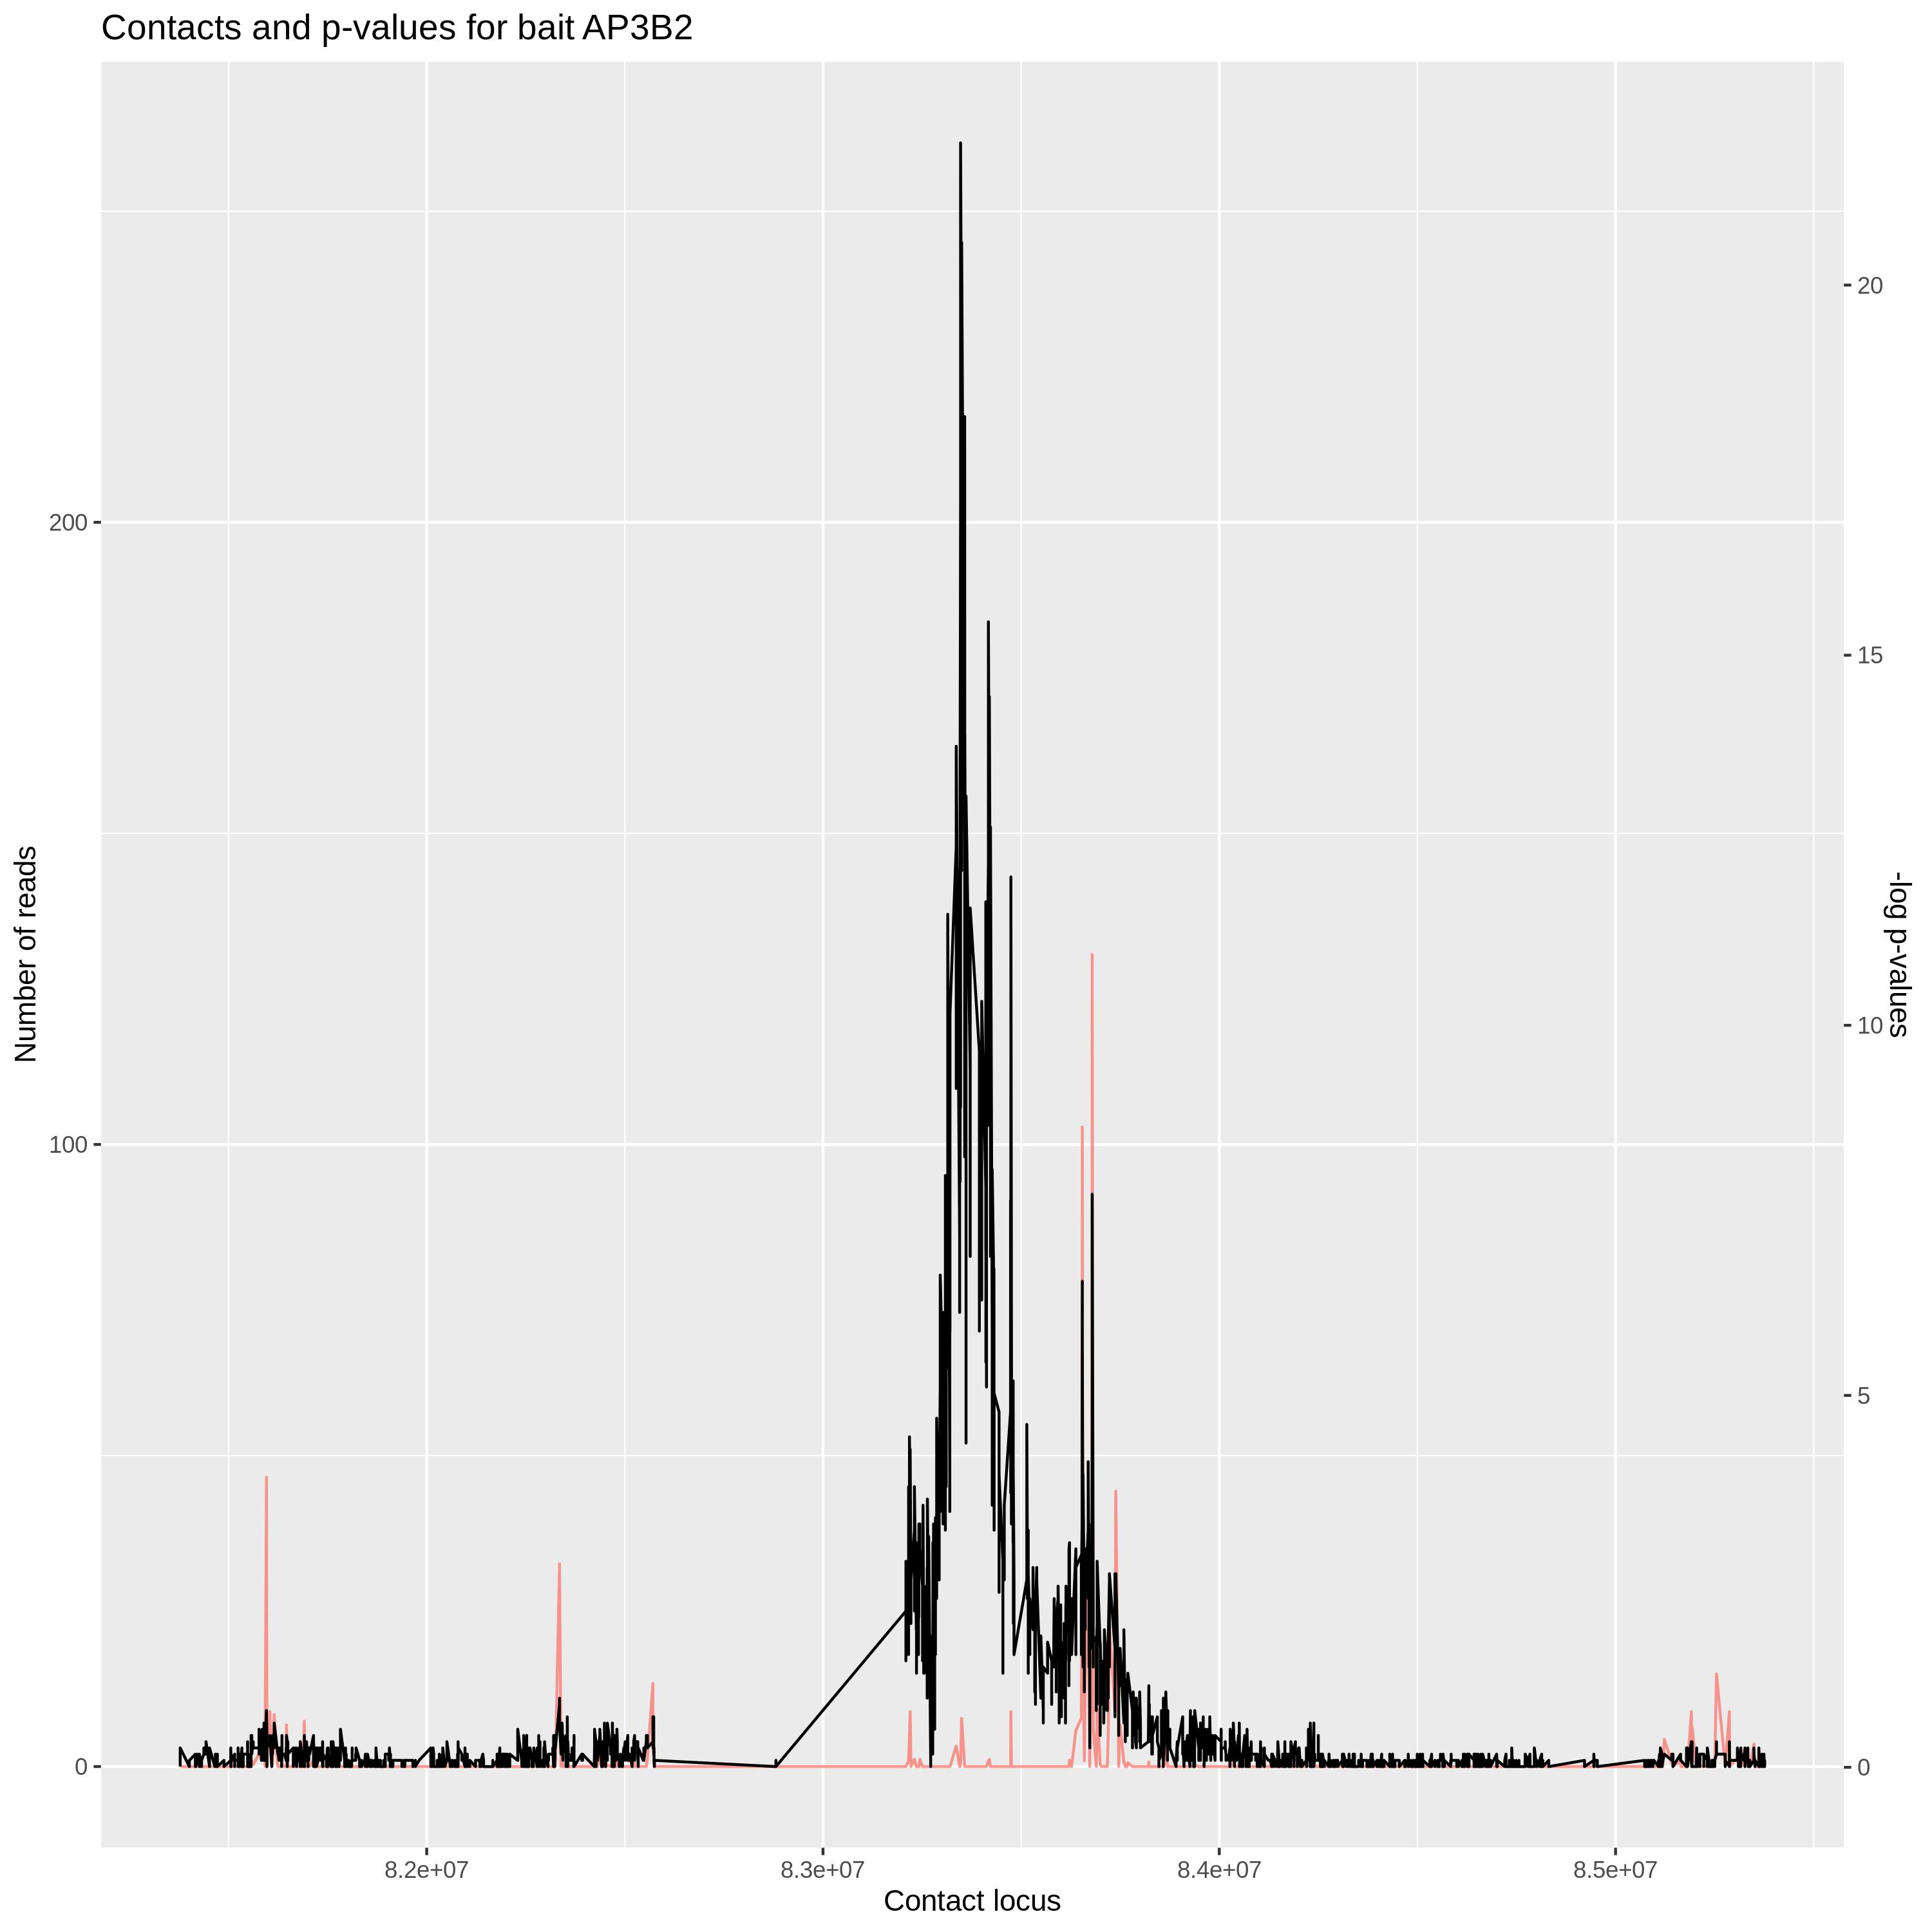 Contacts and p-values for bait AP3B2
Number of reads
200
100
0
20
15
10
5
0
-log p-values
8.2e+07
8.3e+07
8.4e+07
8.5e+07
Contact locus